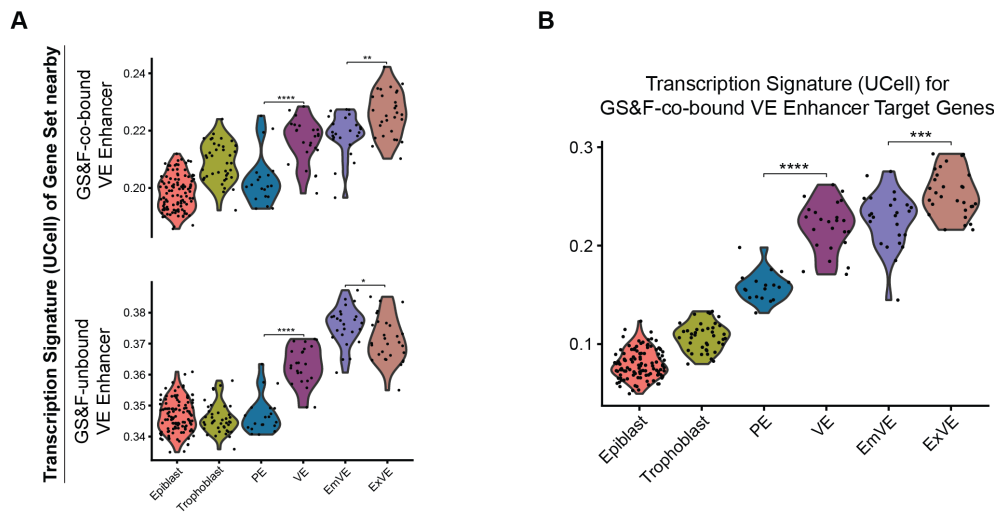 A
B
Transcription Signature (UCell) of Gene Set nearby
GS&F-co-bound
VE Enhancer
0.24
0.22
0.20
****
**
GS&F-unbound
VE Enhancer
0.38
0.37
0.36
0.35
0.34
****
*
Epiblast
Trophoblast
PE
VE
EmVE
ExVE
Transcription Signature (UCell) for
GS&F-co-bound VE Enhancer Target Genes
0.3
0.2
0.1
****
***
Epiblast
Trophoblast
PE
VE
EmVE
ExVE